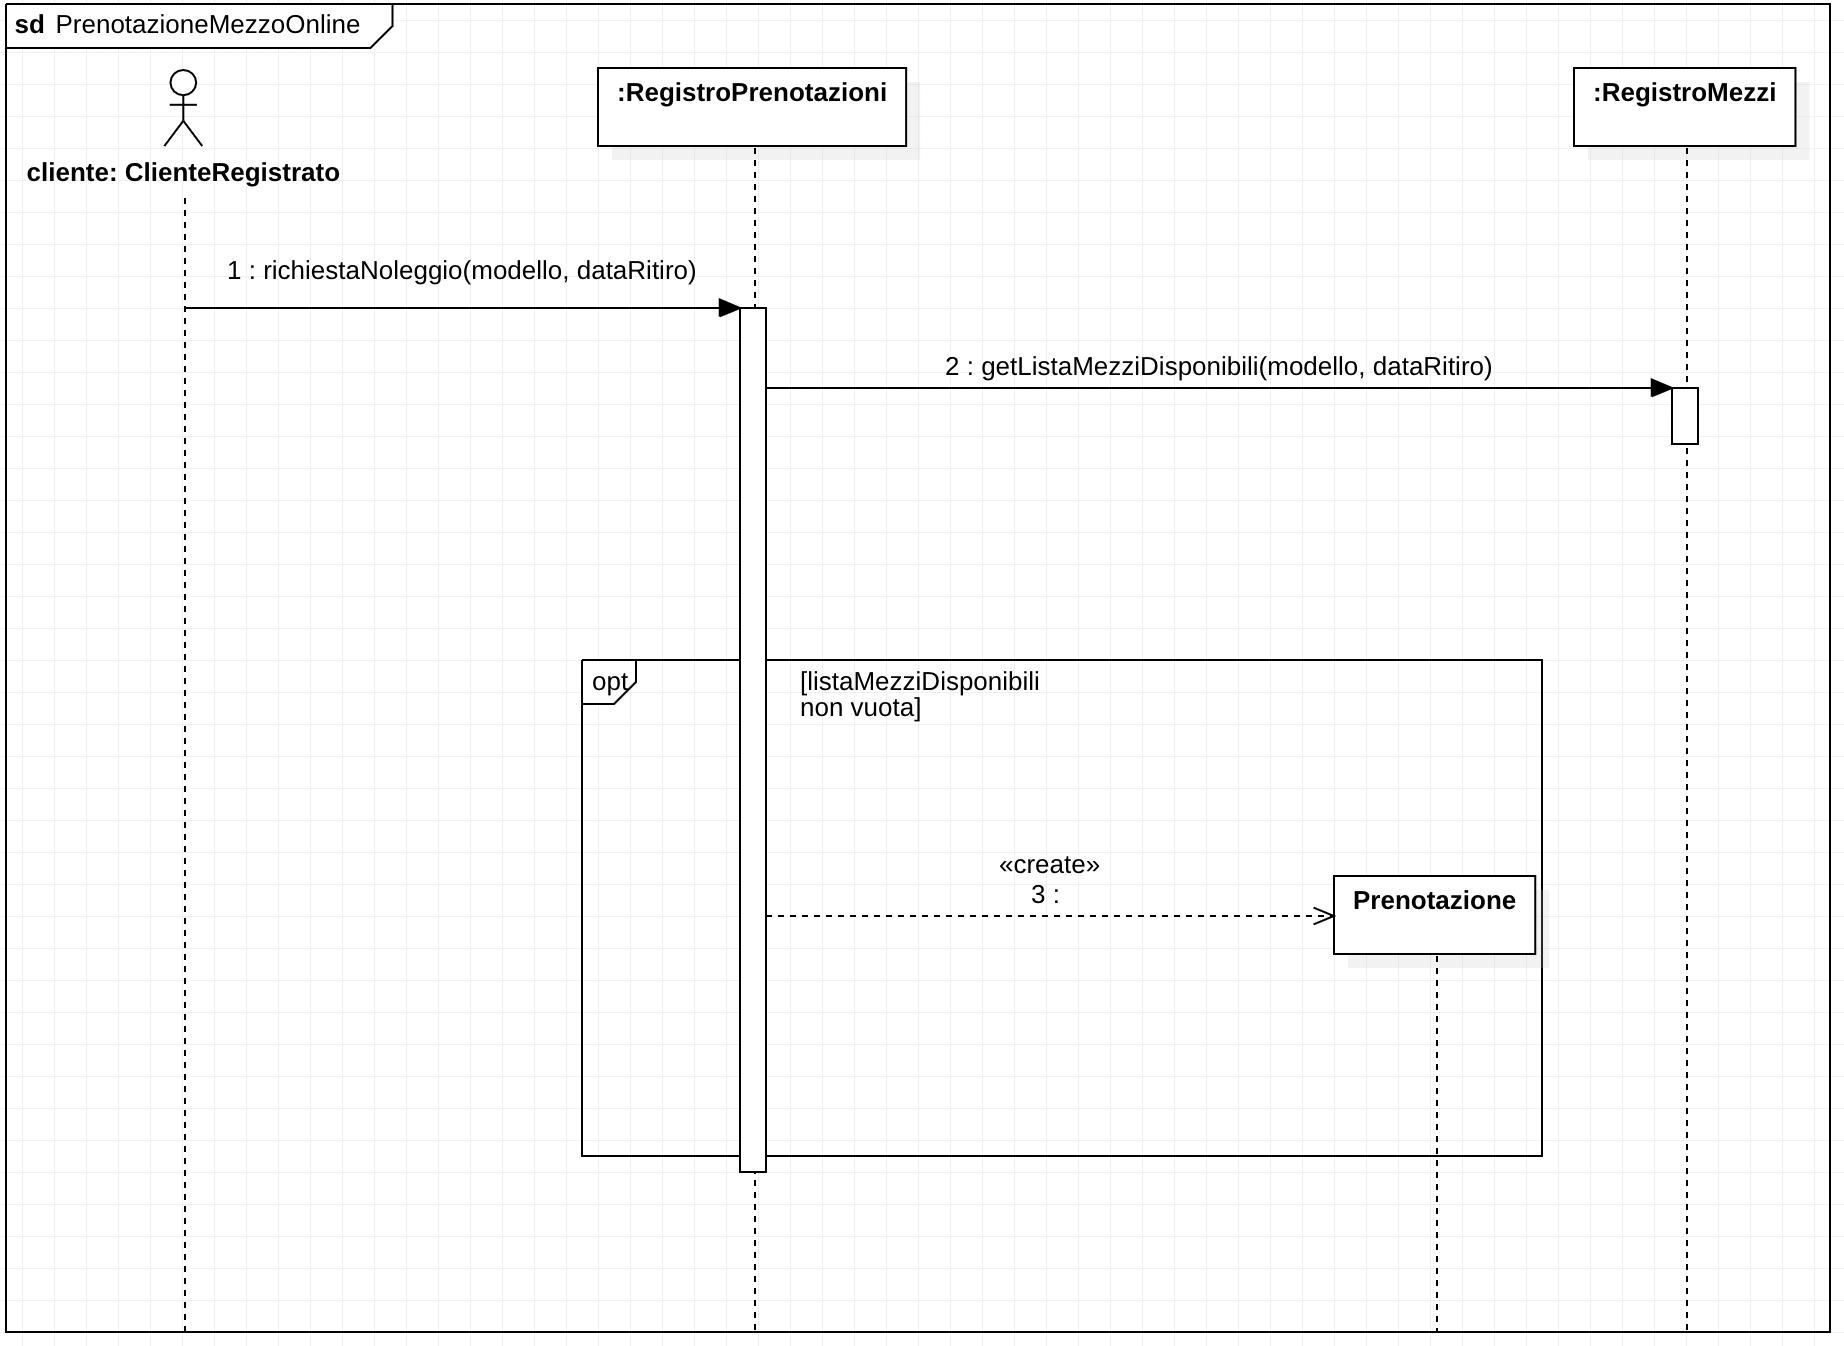 sd PrenotazioneMezzoOnline
:RegistroPrenotazioni
:RegistroMezzi
cliente: ClienteRegistrato
1 : richiestaNoleggio(modello, dataRitiro)
2 : getListaMezziDisponibili(modello, dataRitiro)
opt
[listaMezziDisponibili
non vuota]
«create»
3 :
Prenotazione